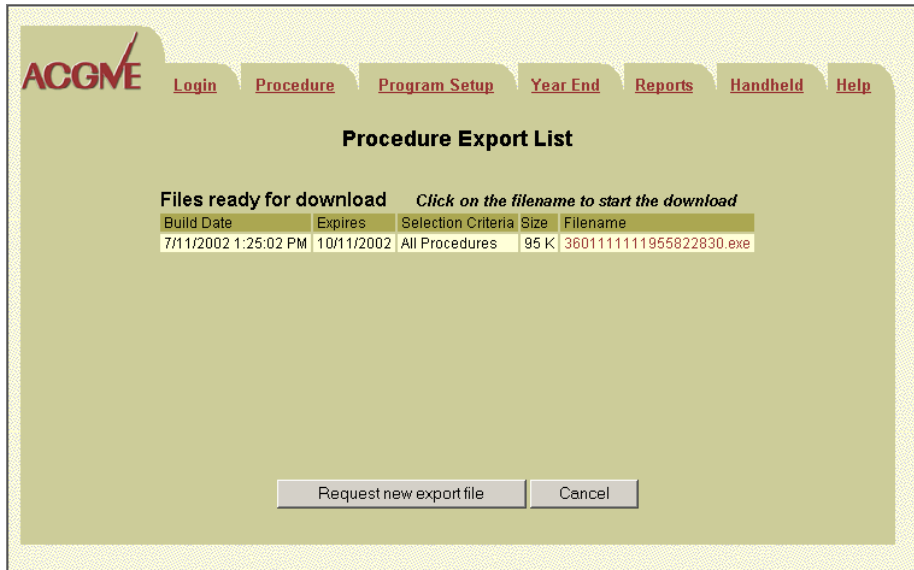 ACGME
Login Procedure Program Setup Year End Reports Handheld Help
Procedure Export List
Files ready for download Click on the filename to start the download
Build Date Expires Selection Criteria Size Filename
7/11/2002 1:25:02 PM 10/11/2002 All Procedures 95 K 3601111111955822830.exe
Request new export file Cancel